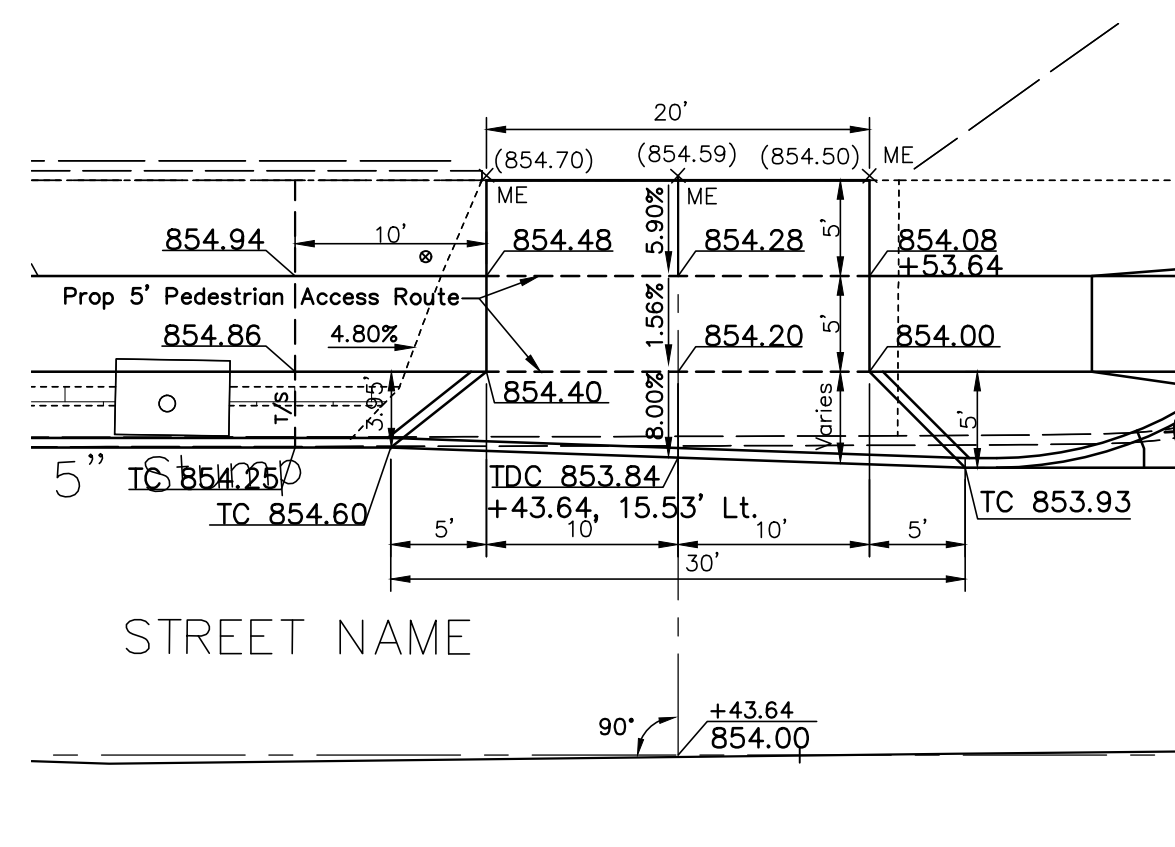 20'
(854.70)
(854.59)
(854.50)
ME
ME
ME
5.90%
5'
854.94
10'
854.48
854.28
854.08
+53.64
Prop 5' Pedestrian Access Route
1.56%
5'
854.86
4.80%
854.20
854.00
854.40
T/S
3.95'
8.00%
Varies
5'
5" Stump
TC 854.25
TDC 853.84
TC 854.60
+43.64, 15.53' Lt.
TC 853.93
5'
10'
10'
5'
30'
STREET NAME
90°
+43.64
854.00